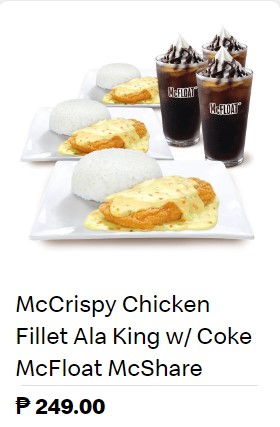 McFLOAT
McFLOAT
McCrispy Chicken
Fillet Ala King w/ Coke
McFloat McShare
₱ 249.00